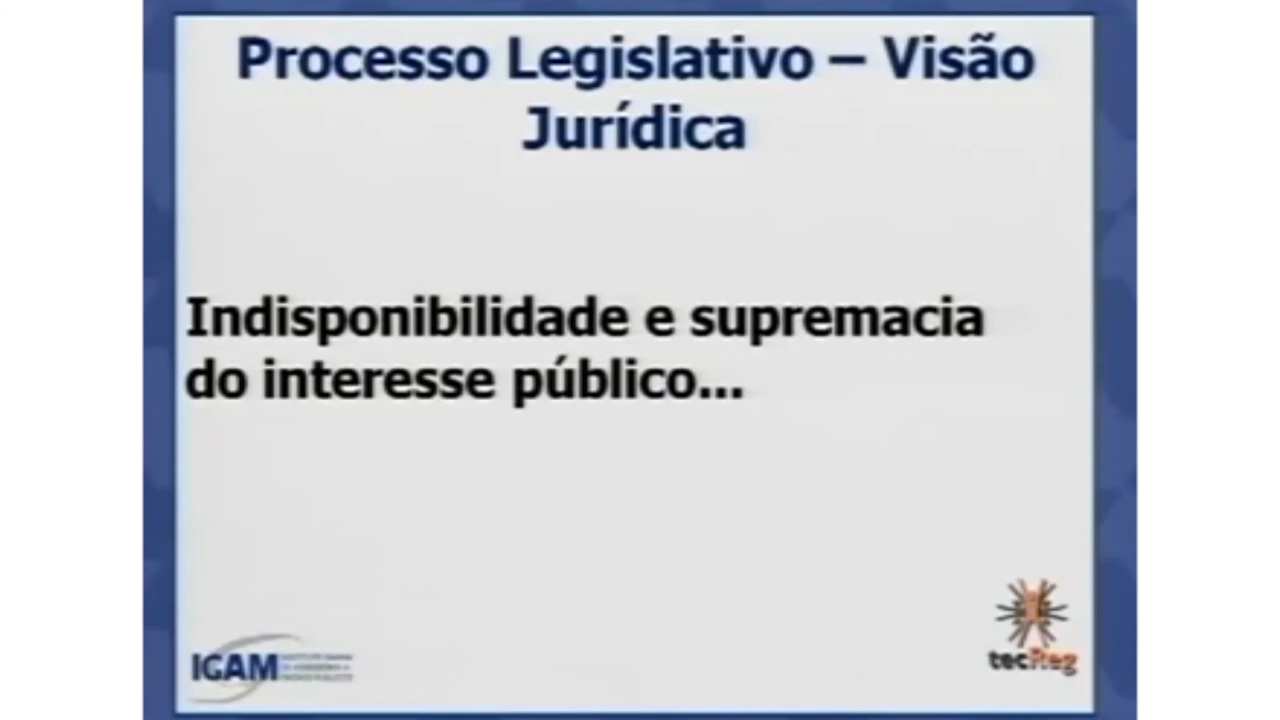 Processo Legislativo – Visão
Jurídica
Indisponibilidade e supremacia
do interesse público...
IGAM
tecReg